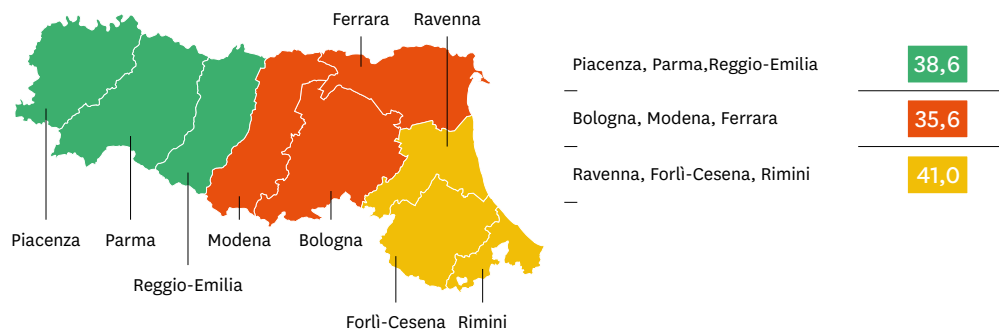 Ferrara Ravenna
Piacenza Parma Modena Bologna
Reggio-Emilia
Forlì-Cesena Rimini
Piacenza, Parma,Reggio-Emilia 38,6
Bologna, Modena, Ferrara 35,6
Ravenna, Forlì-Cesena, Rimini 41,0